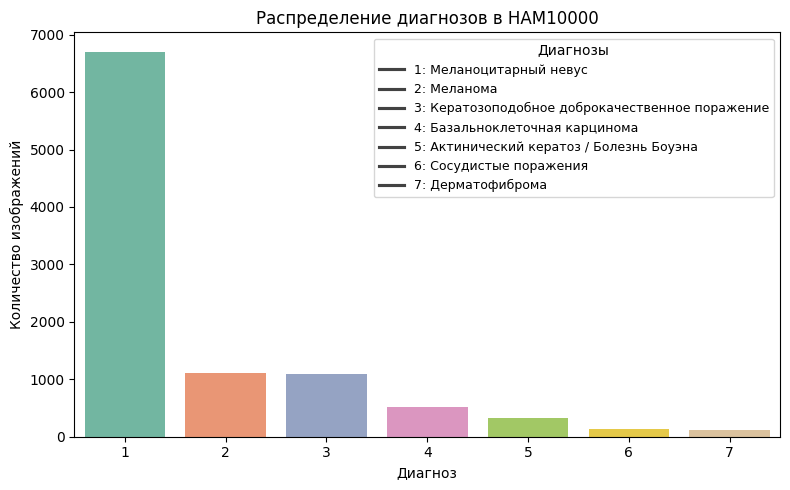 Распределение диагнозов в HAM10000
7000
6000
5000
4000
3000
2000
1000
0
Количество изображений
Диагнозы
1: Меланоцитарный невус
2: Меланома
3: Кератозоподобное доброкачественное поражение
4: Базальноклеточная карцинома
5: Актинический кератоз / Болезнь Боуэна
6: Сосудистые поражения
7: Дерматофиброма
1 2 3 4 5 6 7
Диагноз